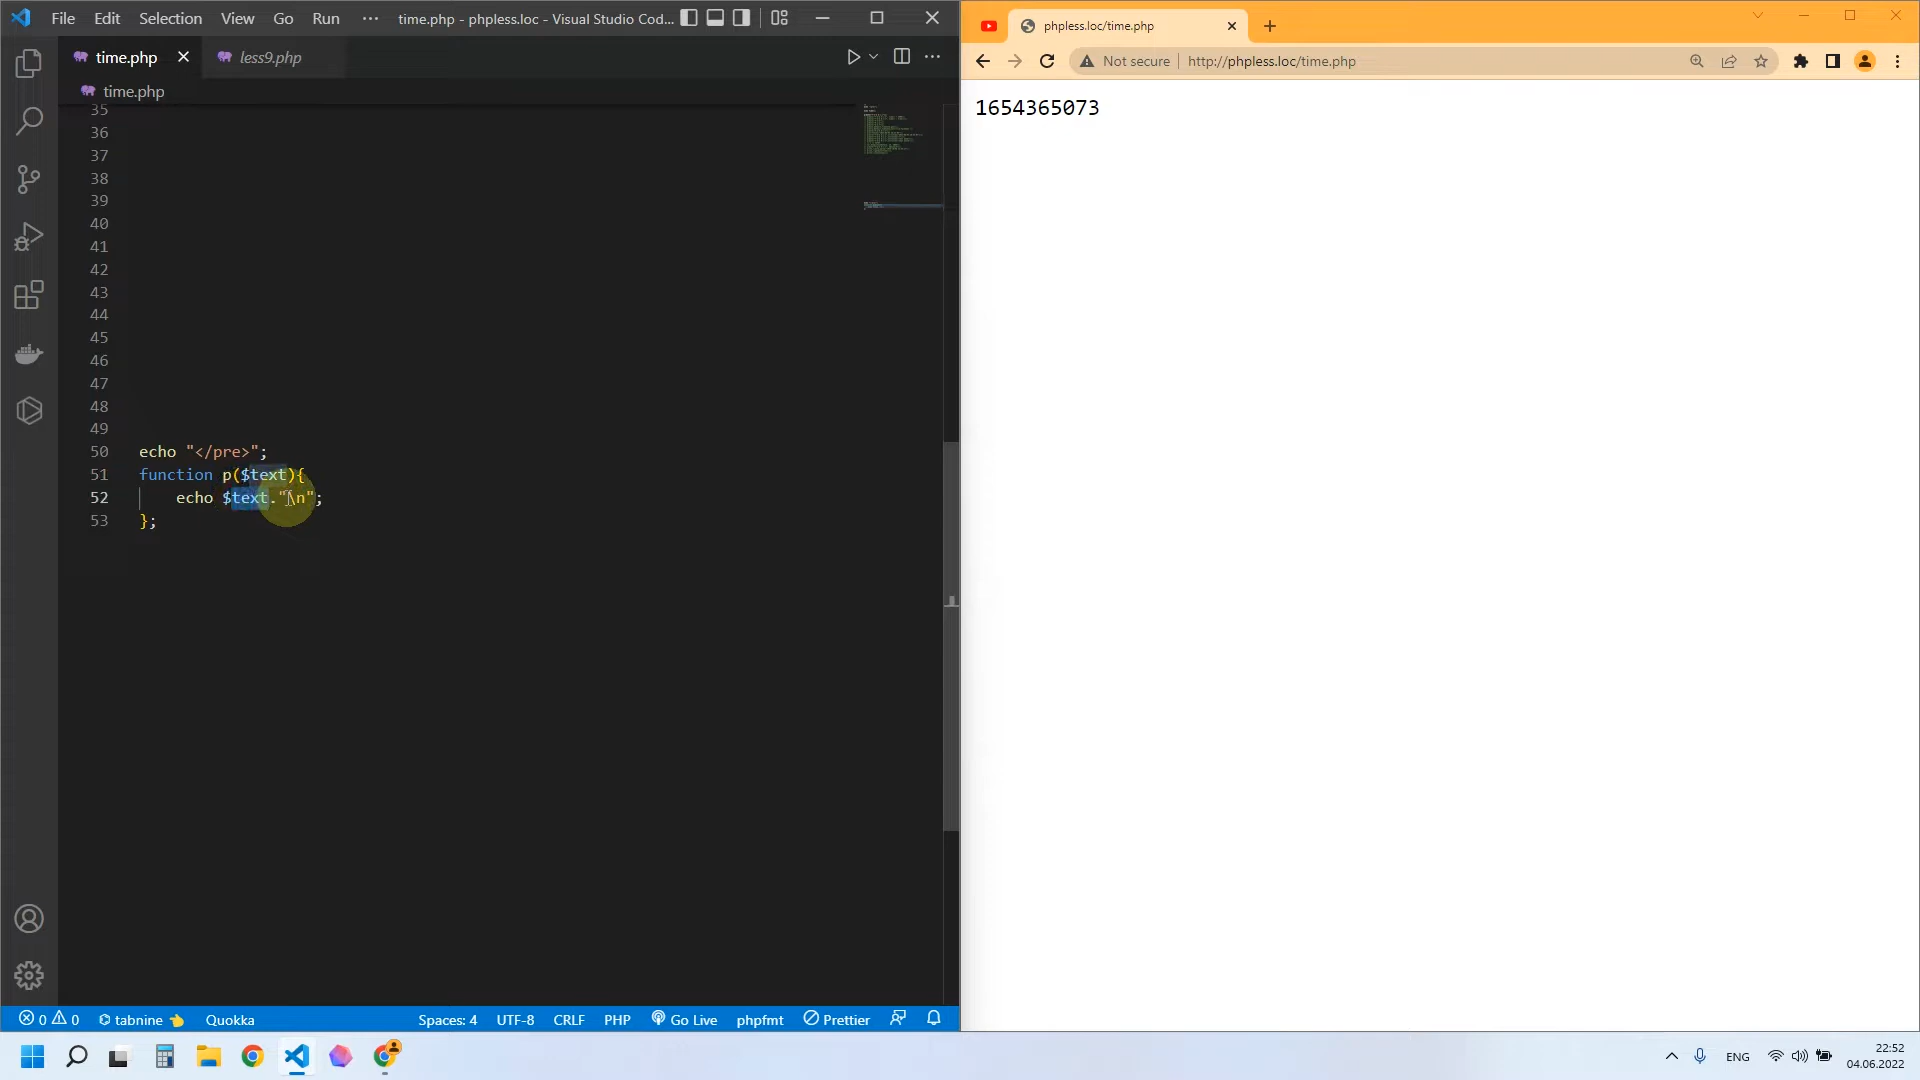 File Edit Selection View Go Run ··· time.php - phpless.loc - Visual Studio Cod...
time.php less9.php
time.php
35
36
37
38
39
40
41
42
43
44
45
46
47
48
49
50 echo "</pre>";
51 function p($text){
52 echo $text."\n";
53 };
0 0 tabnine Quokka Spaces: 4 UTF-8 CRLF PHP Go Live phpfmt Prettier
phpless.loc/time.php
Not secure http://phpless.loc/time.php
1654365073
ENG
22:52
04.06.2022